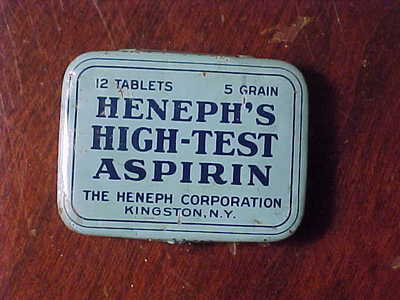 12 TABLETS 5 GRAIN
HENEPH'S
HIGH-TEST
ASPIRIN
THE HENEPH CORPORATION
KINGSTON, N.Y.